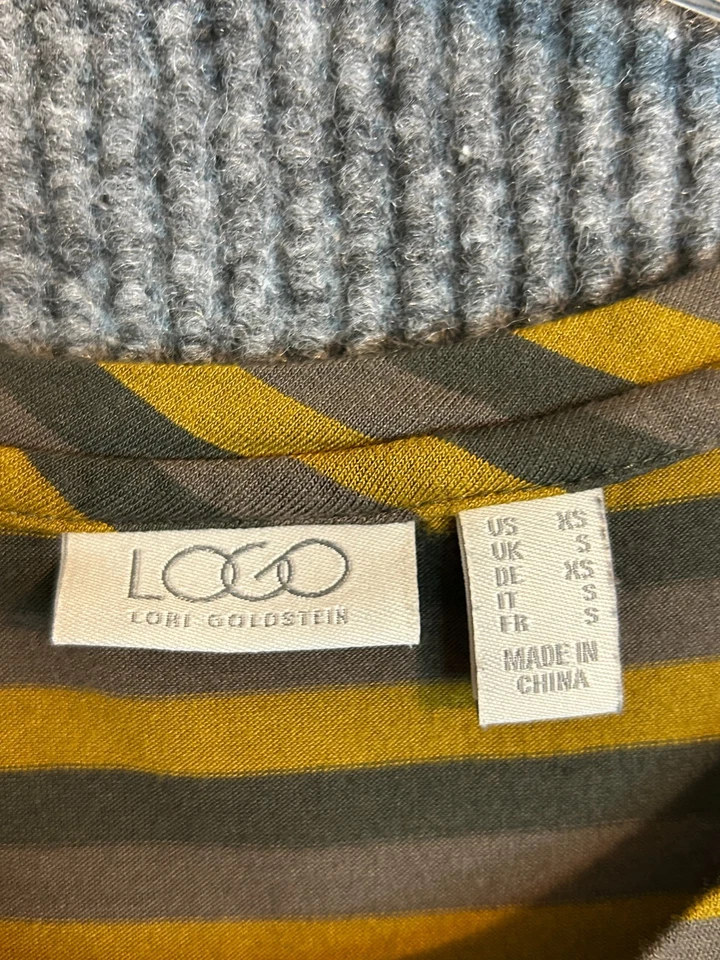 LOGO
LORI GOLDSTEIN
US XS
UK S
DE XS
IT S
FR S
MADE IN
CHINA